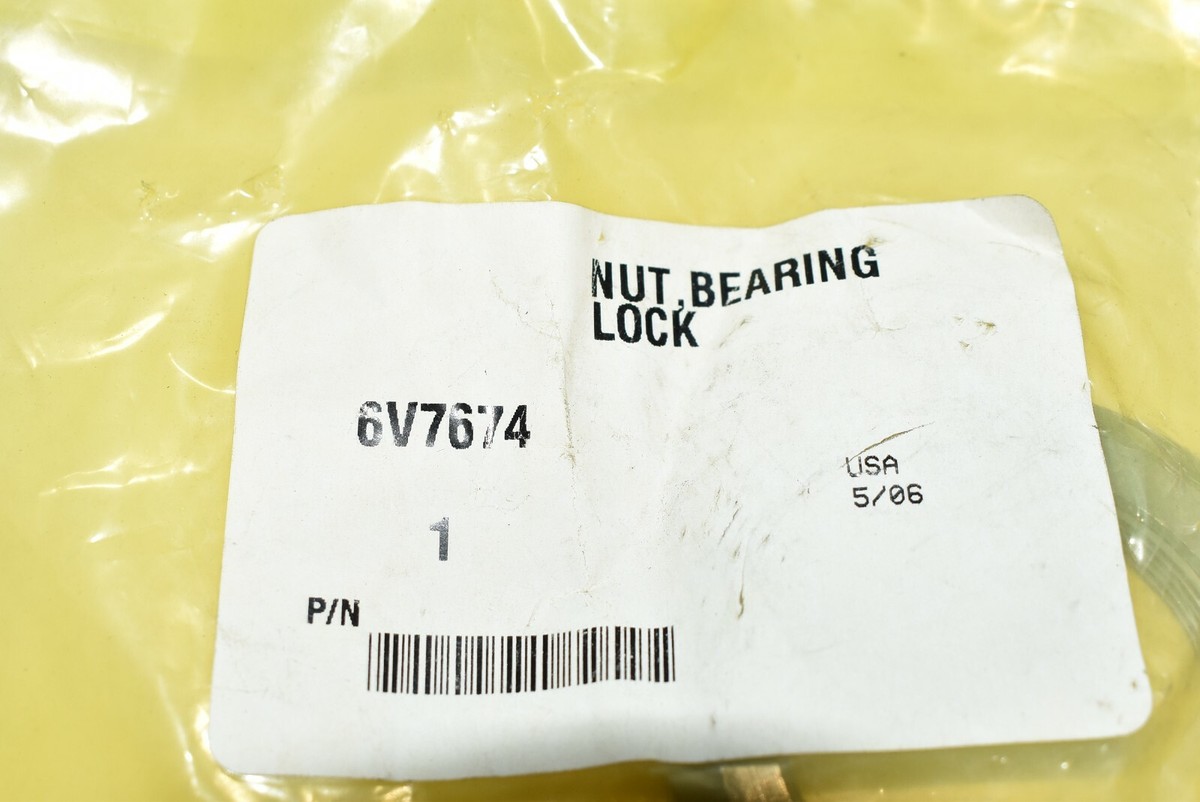 NUT,BEARING
LOCK
6V7674
USA
5/06
1
P/N